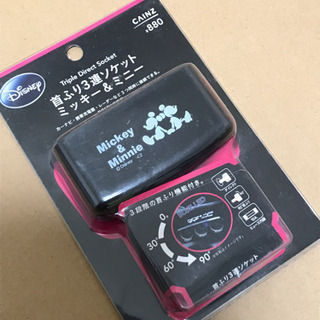 CAINZ
¥880
Disney
Triple Direct Socket
首ふり3連ソケット
ミッキー&ミニー
Mickey
&
Minnie
©Disney
3段階の首ふり機能付き。
0°
30°
60°
90°
首ふり3連ソケット